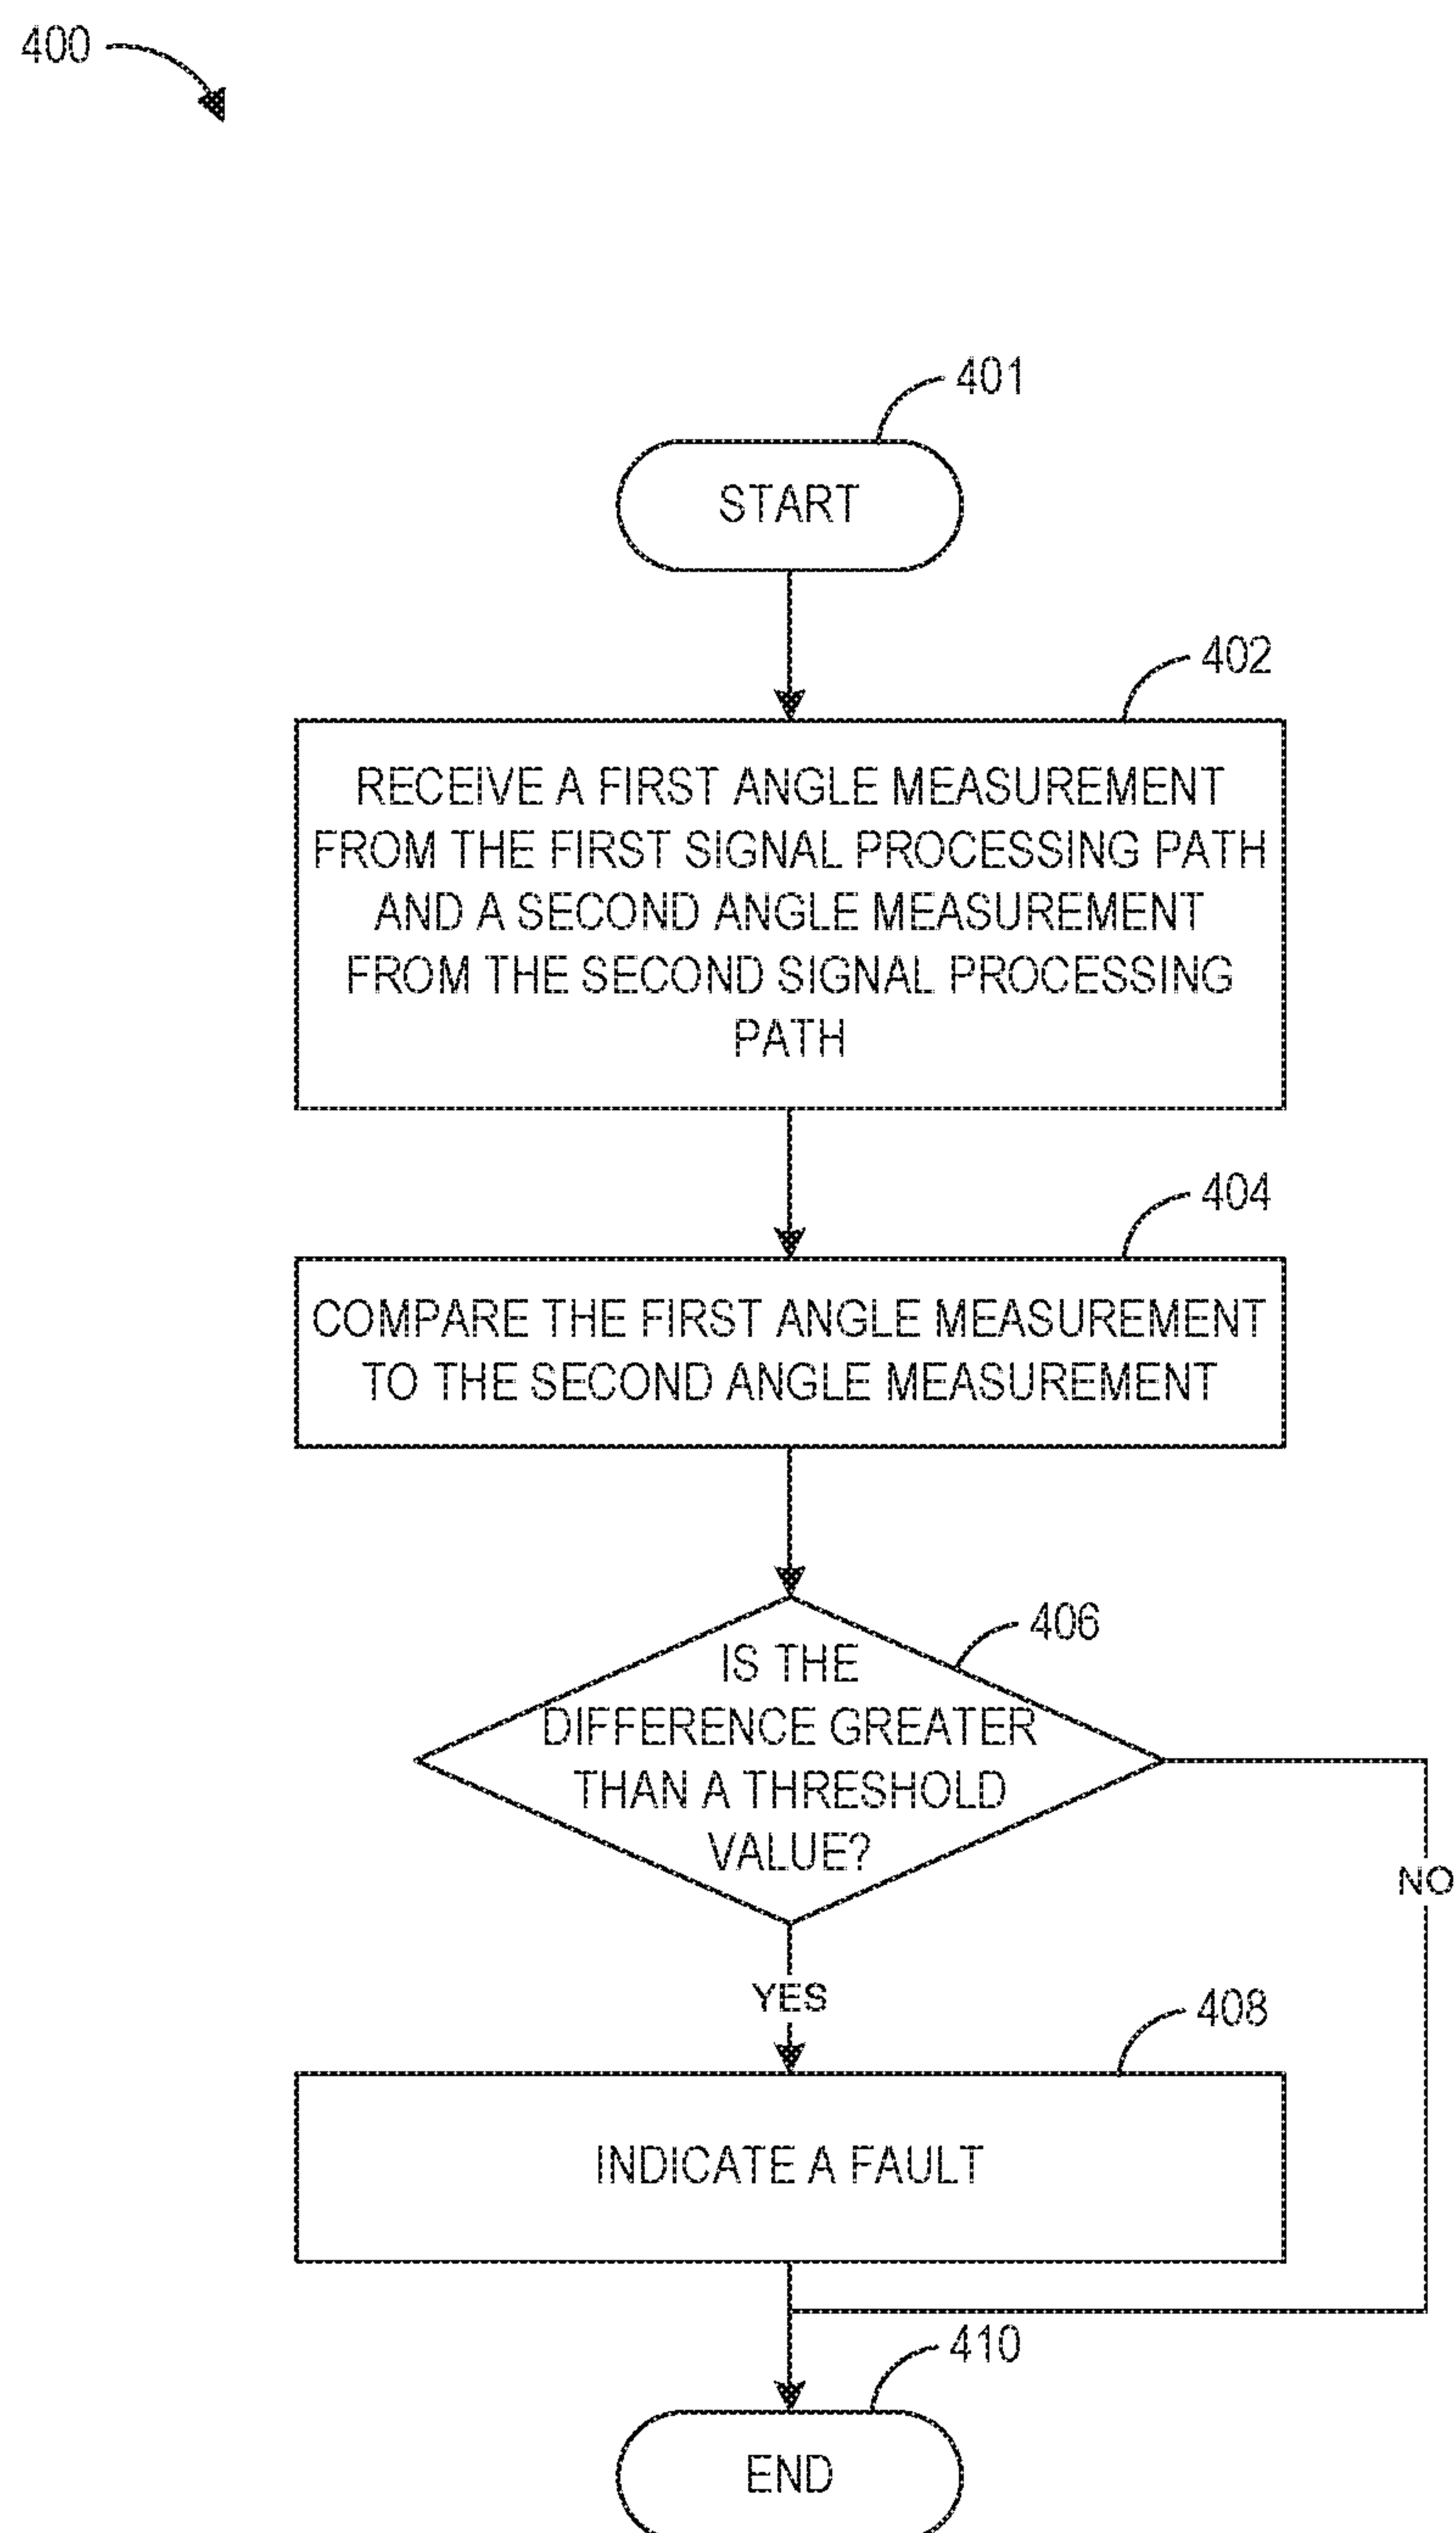 400
401
START
402
RECEIVE A FIRST ANGLE MEASUREMENT
FROM THE FIRST SIGNAL PROCESSING PATH
AND A SECOND ANGLE MEASUREMENT
FROM THE SECOND SIGNAL PROCESSING
PATH
404
COMPARE THE FIRST ANGLE MEASUREMENT
TO THE SECOND ANGLE MEASUREMENT
406
IS THE
DIFFERENCE GREATER
THAN A THRESHOLD
VALUE?
NO
YES
408
INDICATE A FAULT
410
END